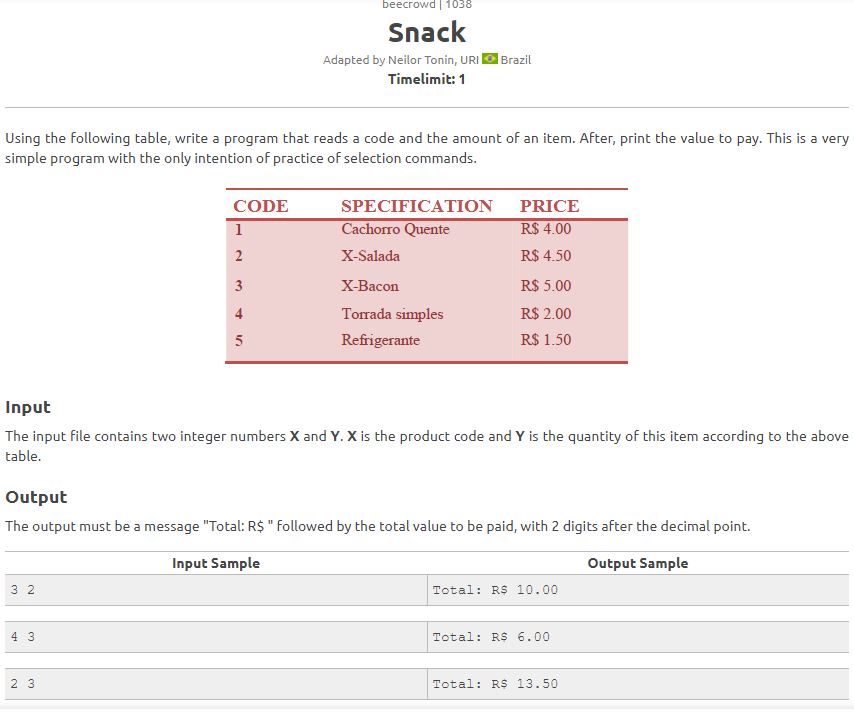 beecrowd | 1038
Snack
Adapted by Neilor Tonin, URI Brazil
Timelimit: 1
Using the following table, write a program that reads a code and the amount of an item. After, print the value to pay. This is a very
simple program with the only intention of practice of selection commands.
CODE SPECIFICATION PRICE
1 Cachorro Quente R$ 4.00
2 X-Salada R$ 4.50
3 X-Bacon R$ 5.00
4 Torrada simples R$ 2.00
5 Refrigerante R$ 1.50
Input
The input file contains two integer numbers X and Y. X is the product code and Y is the quantity of this item according to the above
table.
Output
The output must be a message "Total: R$ " followed by the total value to be paid, with 2 digits after the decimal point.
Input Sample Output Sample
3 2 Total: R$ 10.00
4 3 Total: R$ 6.00
2 3 Total: R$ 13.50